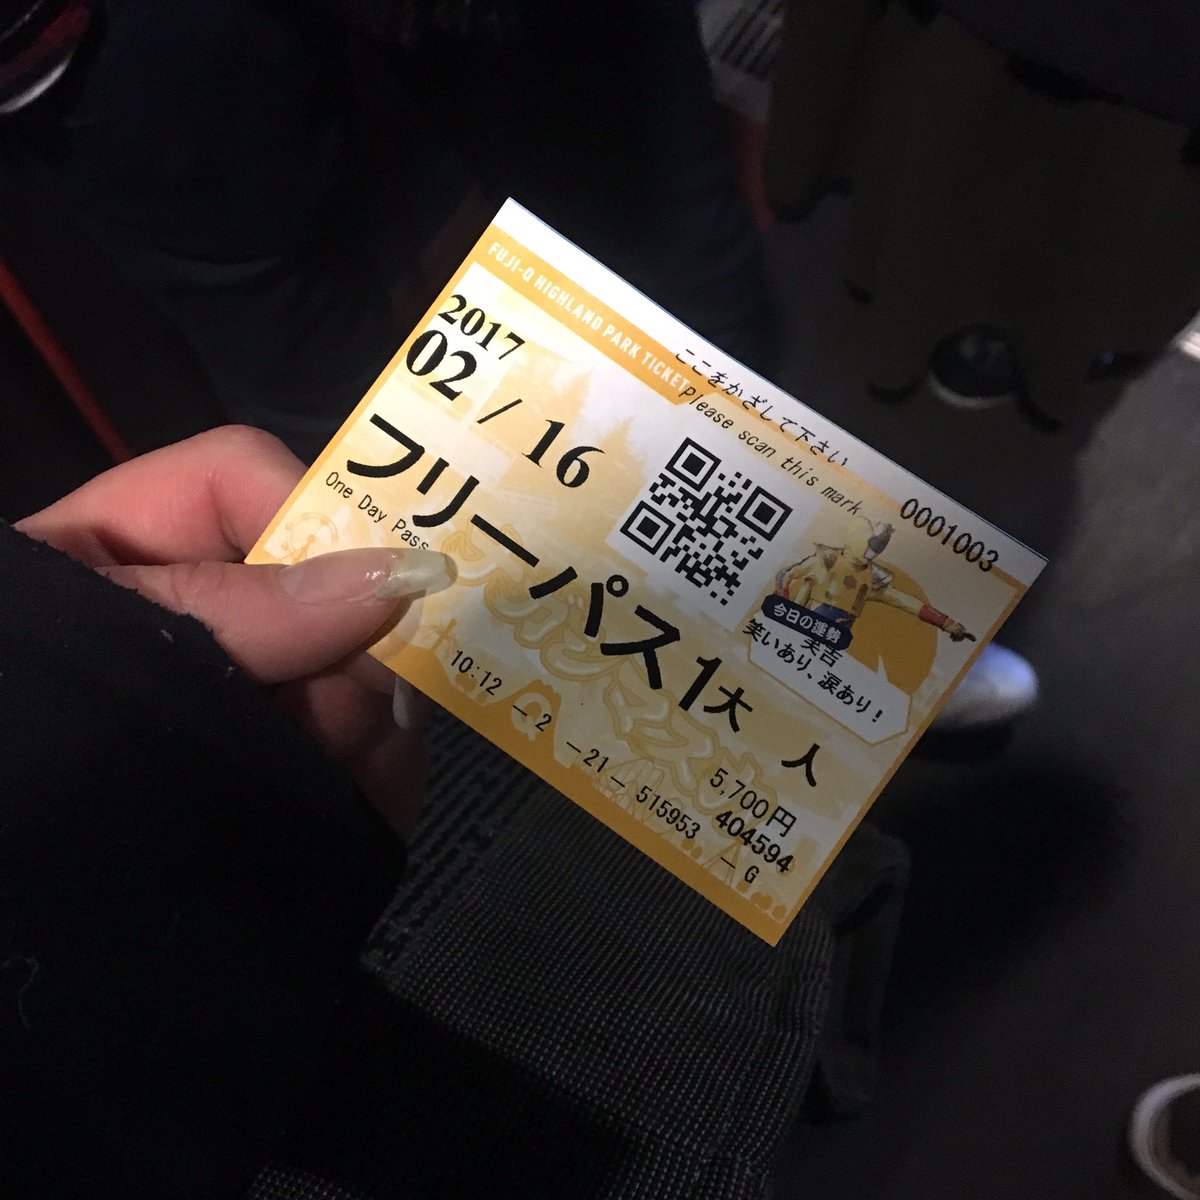 FUJI-Q HIGHLAND PARK TICKET
ここをかざして下さい
please scan this mark
2017
02 / 16
0001003
フリーパス 1大人
One Day Pass
今日の運勢
笑吉
笑いあり、涙あり!
5,700円
10:12 - 2 - 21 - 515953 - G
404594